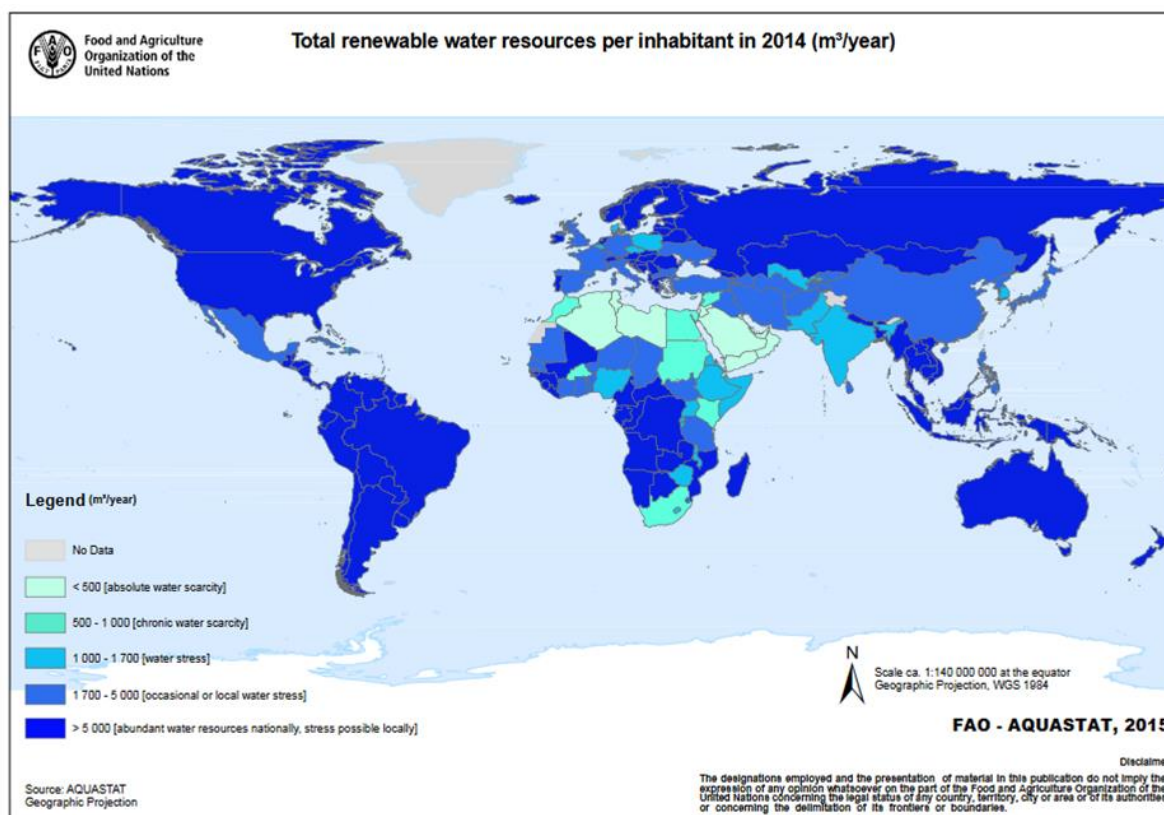 Food and Agriculture
Organization of the
United Nations
Total renewable water resources per inhabitant in 2014 (m³/year)
Legend (m³/year)
No Data
< 500 [absolute water scarcity]
500 - 1 000 [chronic water scarcity]
1 000 - 1 700 [water stress]
1 700 - 5 000 [occasional or local water stress]
> 5 000 [abundant water resources nationally, stress possible locally]
N
Scale ca. 1:140 000 000 at the equator
Geographic Projection, WGS 1984
FAO - AQUASTAT, 2015
Source: AQUASTAT
Geographic Projection
Disclaime
The designations employed and the presentation of material in this publication do not imply the
expression of any opinion whatsoever on the part of the Food and Agriculture Organization of the
United Nations concerning the legal status of any country, territory, city or area or of its authorities
or concerning the delimitation of its frontiers or boundaries.